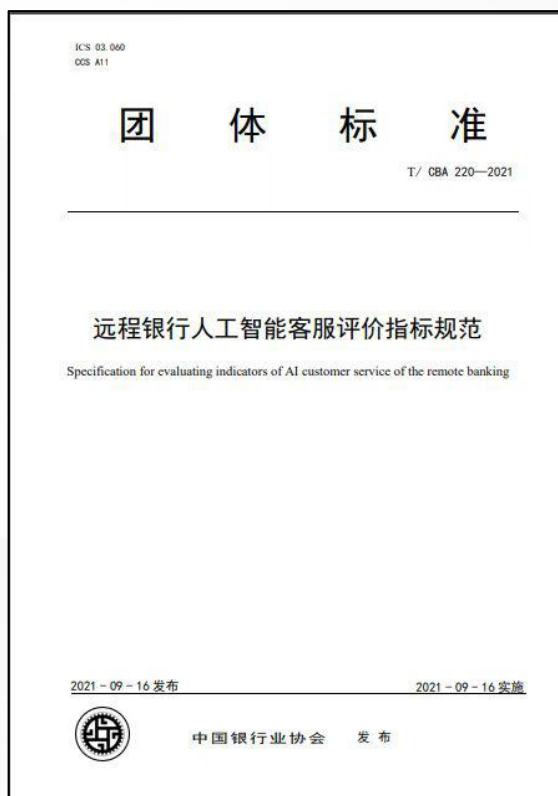 ICS 03.060
CCS A11
团 体 标 准
T/ CBA 220—2021
远程银行人工智能客服评价指标规范
Specification for evaluating indicators of AI customer service of the remote banking
2021-09-16 发布 2021-09-16 实施
中国银行业协会 发 布